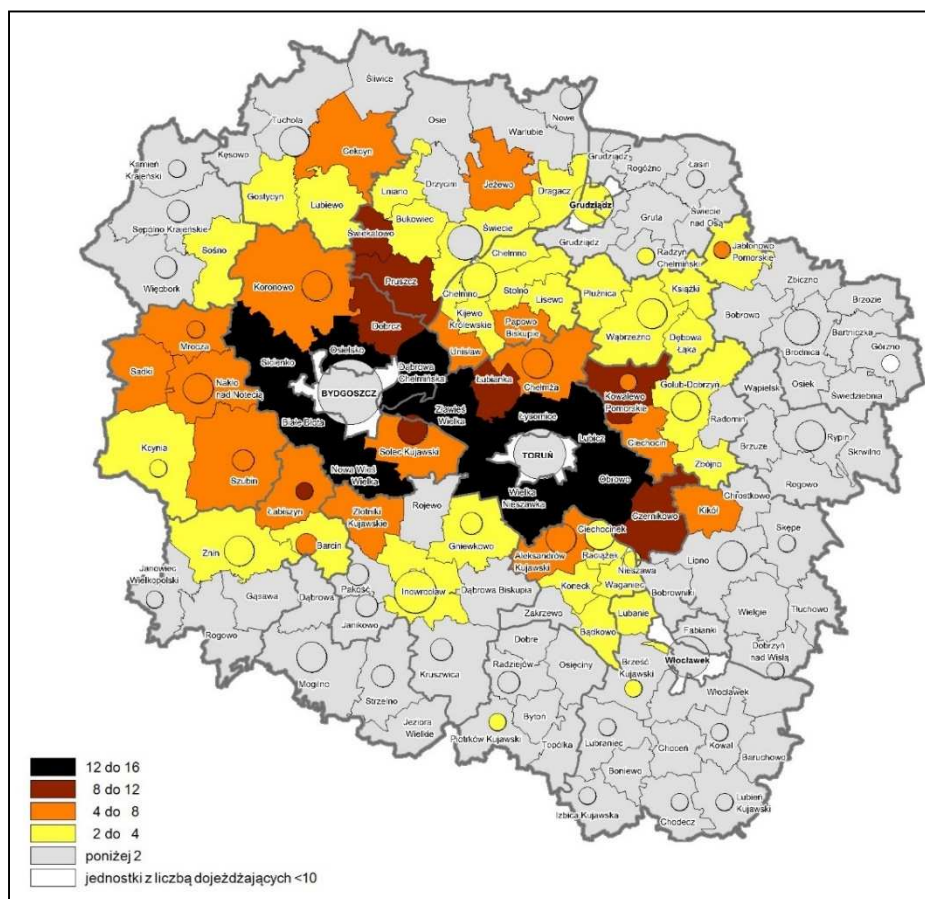 Śliwice
Tuchola
Osie
Nowe
Warlubie
Cekcyn
Kęsowo
Kamień
Krajeński
Grudziądz
Rogóźno
Łasin
Jeżewo
Drzycim
Dragacz
Grudziądz
Gostycyn
Lubiewo
Lniano
Bukowiec
Gruta
Świecie
nad Osą
Sępolno Krajeńskie
Świekatowo
Świecie
Grudziądz
Radzyń
Chełmiński
Jabłonowo
Pomorskie
Sośno
Chełmno
Zbiczno
Więcbork
Koronowo
Pruszcz
Chełmno
Stolno
Lisewo
Płużnica
Książki
Bobrowo
Brzozie
Bartniczka
Górzno
Dobrcz
Kijewo
Królewskie
Papowo
Biskupie
Wąbrzeźno
Dębowa
Łąka
Brodnica
Mrocza
Unisław
Sicienko
Osielsko
Dąbrowa
Chełmińska
Chełmża
Łubianka
Kowalewo
Pomorskie
Golub-Dobrzyń
Wąpielsk
Osiek
Świedziebnia
Sadki
Nakło
nad Notecią
BYDGOSZCZ
Zławieś
Wielka
Łysomice
Radomin
Białe Błota
Solec Kujawski
TORUŃ
Lubicz
Ciechocin
Zbójno
Brzuze
Rypin
Skrwilno
Kcynia
Szubin
Nowa Wieś
Wielka
Wielka
Nieszawka
Obrowo
Rogowo
Łabiszyn
Złotniki
Kujawskie
Rojewo
Czernikowo
Kikół
Chrostkowo
Skępe
Żnin
Barcin
Gniewkowo
Aleksandrów
Kujawski
Ciechocinek
Raciążek
Nieszawa
Lipno
Janowiec
Wielkopolski
Gąsawa
Dąbrowa
Pakość
Inowrocław
Dąbrowa Biskupia
Koneck
Waganiec
Bobrowniki
Wielgie
Tłuchowo
Rogowo
Janikowo
Zakrzewo
Bądkowo
Lubanie
Fabianki
Dobrzyń
nad Wisłą
Mogilno
Strzelno
Kruszwica
Dobre
Radziejów
Osięciny
Brześć
Kujawski
Włocławek
Włocławek
Jeziora
Wielkie
Piotrków Kujawski
Bytoń
Topólka
Lubraniec
Choceń
Kowal
Baruchowo
Boniewo
Izbica Kujawska
Chodecz
Lubień
Kujawski
12 do 16
8 do 12
4 do 8
2 do 4
poniżej 2
jednostki z liczbą dojeżdżających <10